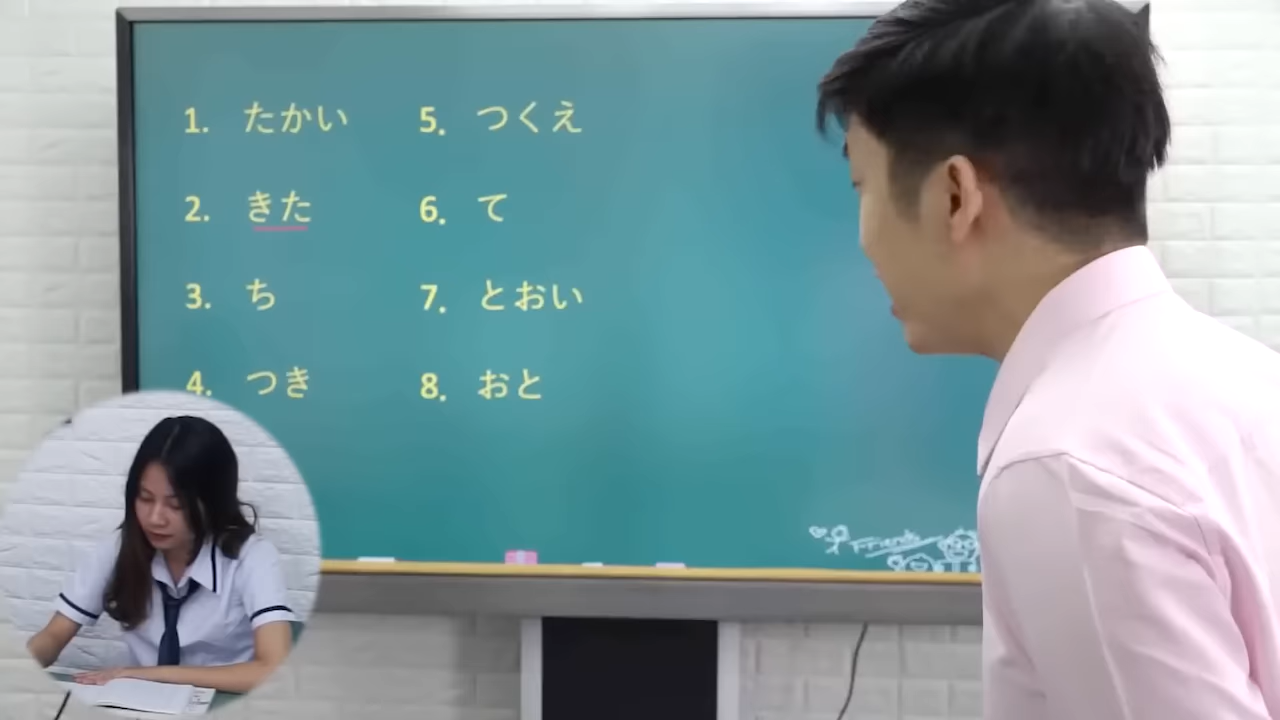 1. たかい
2. きた
3. ち
4. つき
5. つくえ
6. て
7. とおい
8. おと
Friends